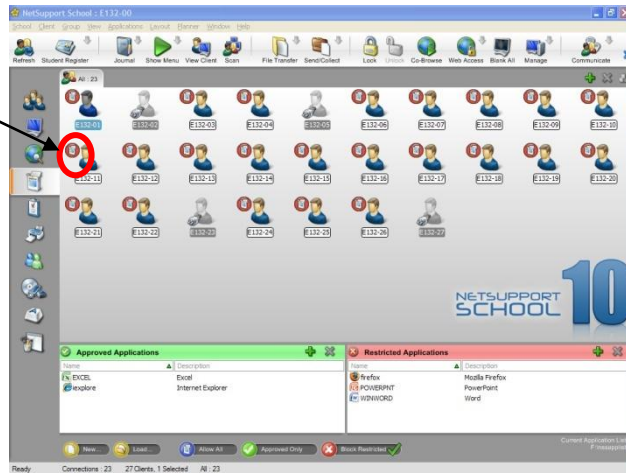 NetSupport School : E132-00
School Client Group View Applications Layout Manner Window Help
Refresh Student Register Journal Show Menu View Client Scan File Transfer Send/Collect Lock Unlock Co-Browse Web Access Blank All Manage Communicate
All : 23
E132-01 E132-02 E132-03 E132-04 E132-05 E132-06 E132-07 E132-08 E132-09 E132-10
E132-11 E132-12 E132-13 E132-14 E132-15 E132-16 E132-17 E132-18 E132-19 E132-20
E132-21 E132-22 E132-23 E132-24 E132-25 E132-26 E132-27
NETSUPPORT
SCHOOL 10
Approved Applications Restricted Applications
Name Description Name Description
EXCEL Excel firefox Mozilla Firefox
iexplore Internet Explorer POWERPNT PowerPoint
WINWORD Word
New... Load... Allow All Approved Only Block Restricted
Current Application List
Ready Connections : 23 27 Clients, 1 Selected All : 23